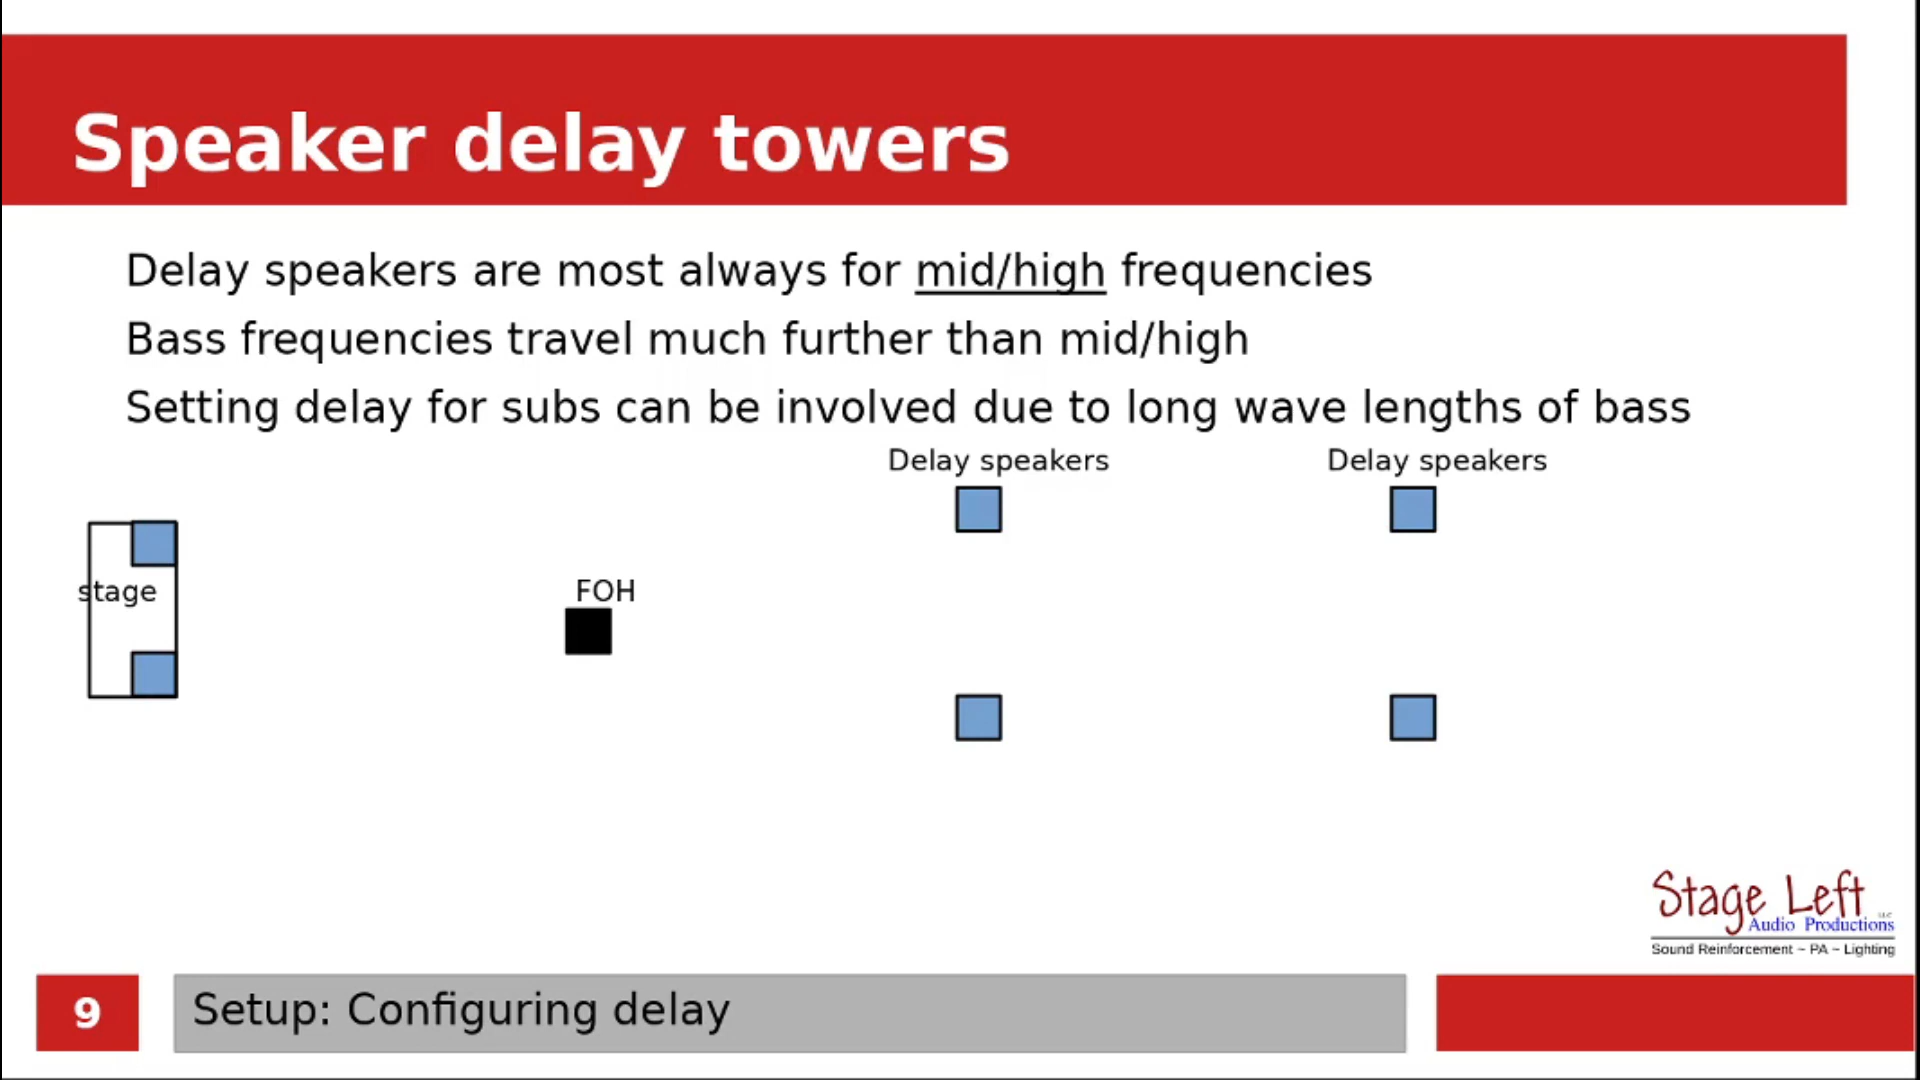 Speaker delay towers
Delay speakers are most always for mid/high frequencies
Bass frequencies travel much further than mid/high
Setting delay for subs can be involved due to long wave lengths of bass
Delay speakers
Delay speakers
stage
FOH
Stage Left
Audio Productions LLC
Sound Reinforcement ~ PA ~ Lighting
9
Setup: Configuring delay